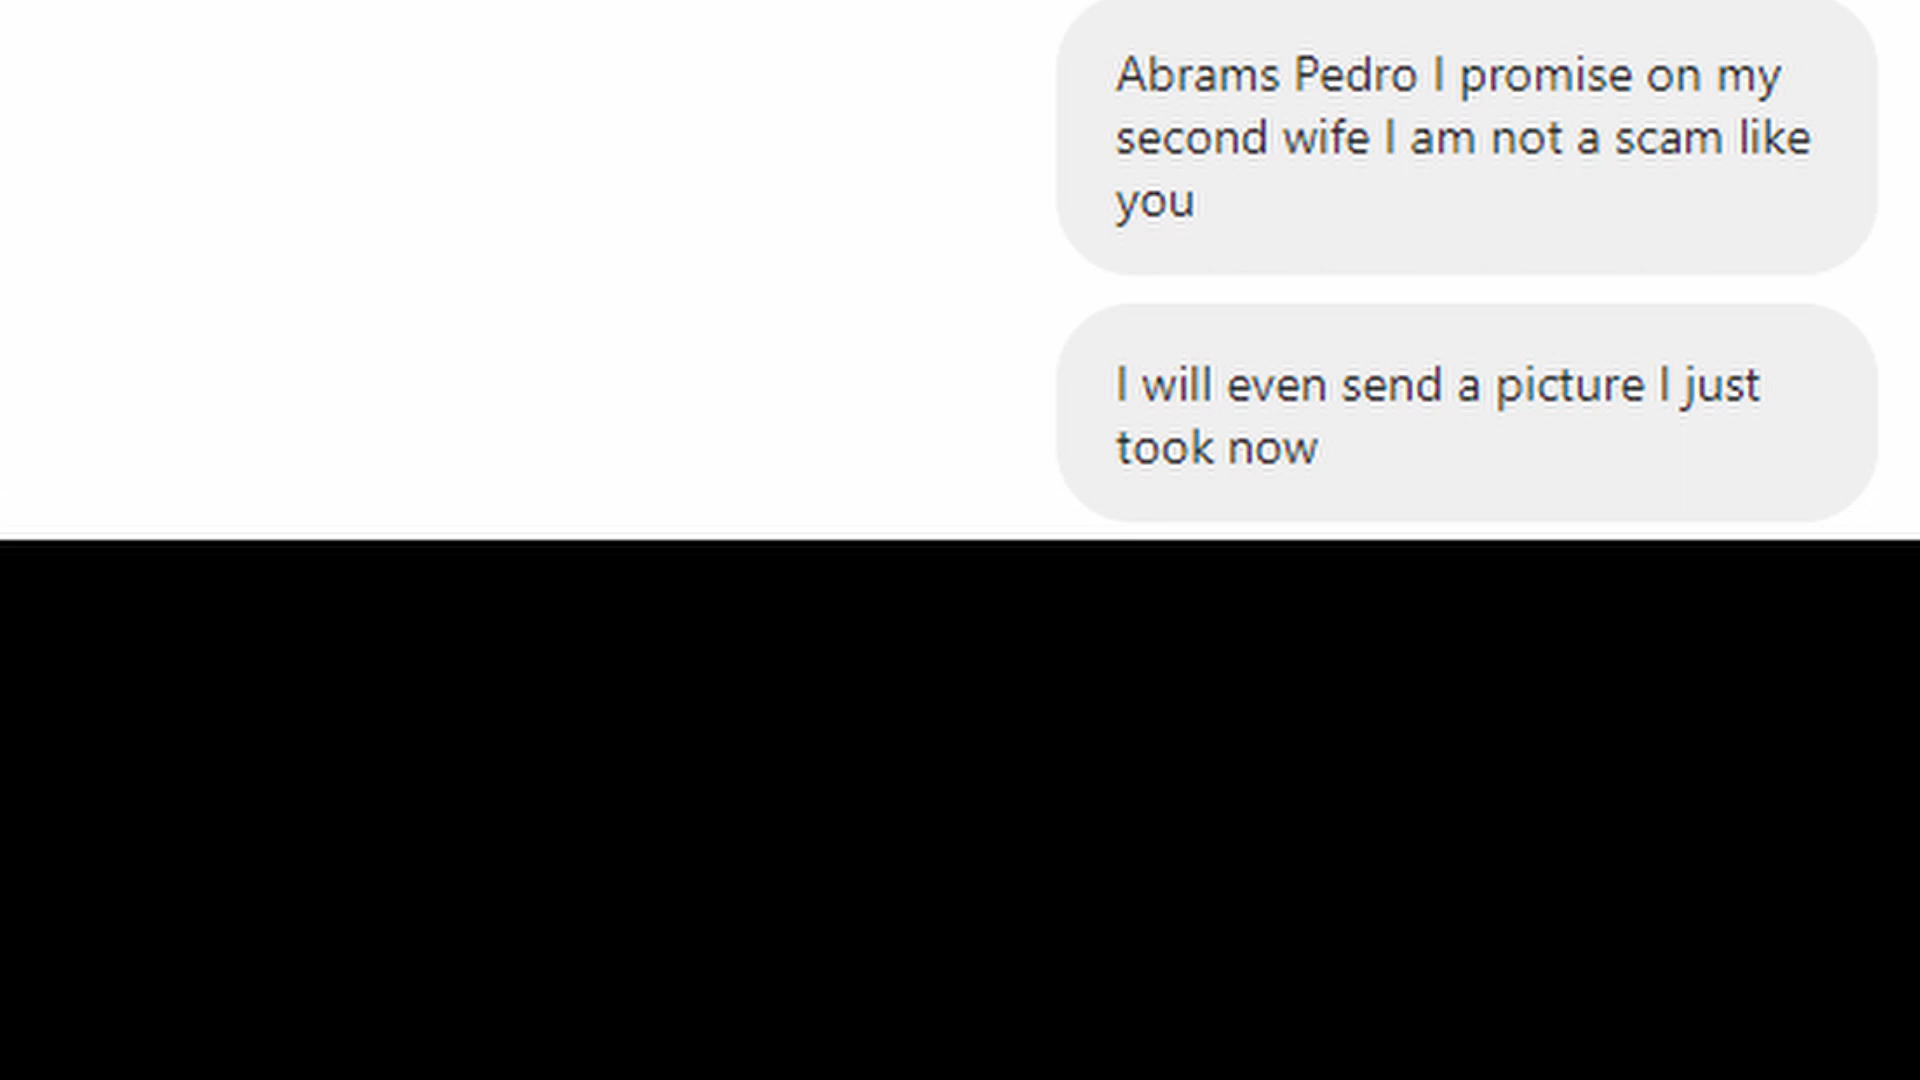 Abrams Pedro I promise on my
second wife I am not a scam like
you
I will even send a picture I just
took now